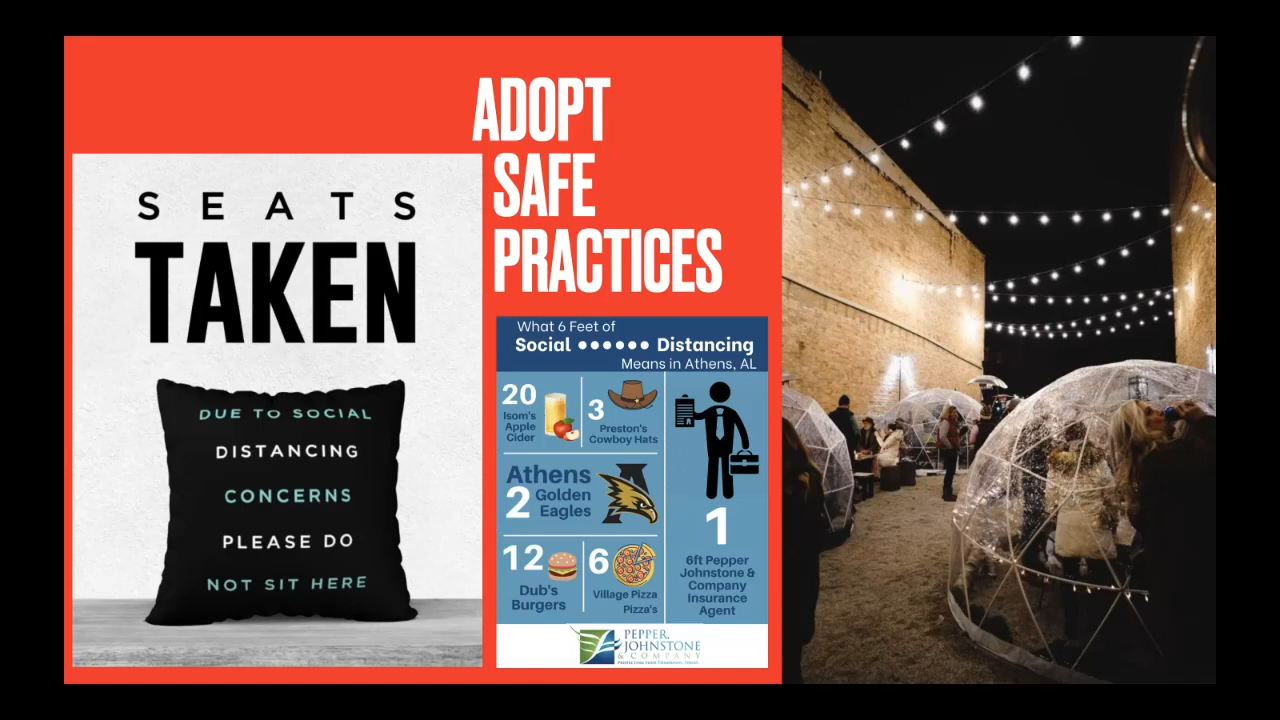 ADOPT
SAFE
PRACTICES
SEATS
TAKEN
DUE TO SOCIAL
DISTANCING
CONCERNS
PLEASE DO
NOT SIT HERE
What 6 Feet of
Social •••••• Distancing
Means in Athens, AL
20
Isom's
Apple
Cider
3
Preston's
Cowboy Hats
Athens
2 Golden
Eagles
12
Dub's
Burgers
6
Village Pizza
Pizza's
1
6ft Pepper
Johnstone &
Company
Insurance
Agent
PEPPER,
JOHNSTONE
& COMPANY